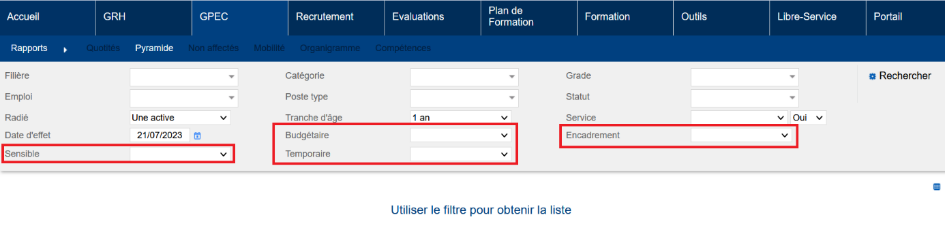 Accueil GRH GPEC Recrutement Evaluations Plan de Formation Formation Outils Libre-Service Portail
Rapports Quotités Pyramide Non affectés Mobilité Organigramme Compétences
Filière Catégorie Grade Rechercher
Emploi Poste type Statut
Radié Une active Tranche d'âge 1 an Service Oui
Date d'effet 21/07/2023 Budgétaire Encadrement
Sensible Temporaire
Utiliser le filtre pour obtenir la liste